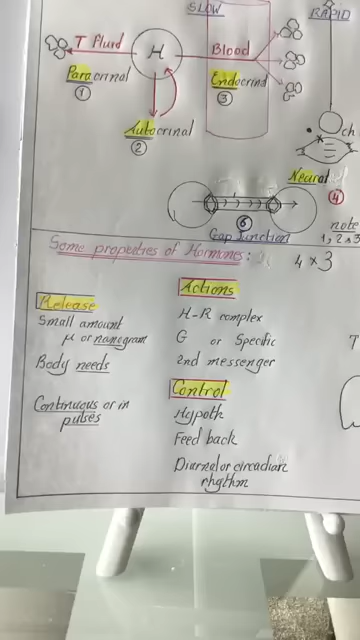 SLOW
RAPID
T Fluid
H
Blood
Paracrinal
1
Endocrinal
3
G
Autocrinal
2
ch
Neural
4
6
Gap Junction
note
1, 2, 3
Some properties of Hormones:
4 x 3
Release
Small amount
μ or nanogram
Body needs
Continuous or in
pulses
Actions
H-R complex
G or Specific
2nd messenger
Control
Hypoth
Feed back
Diurnal or circadian
rhythm
T